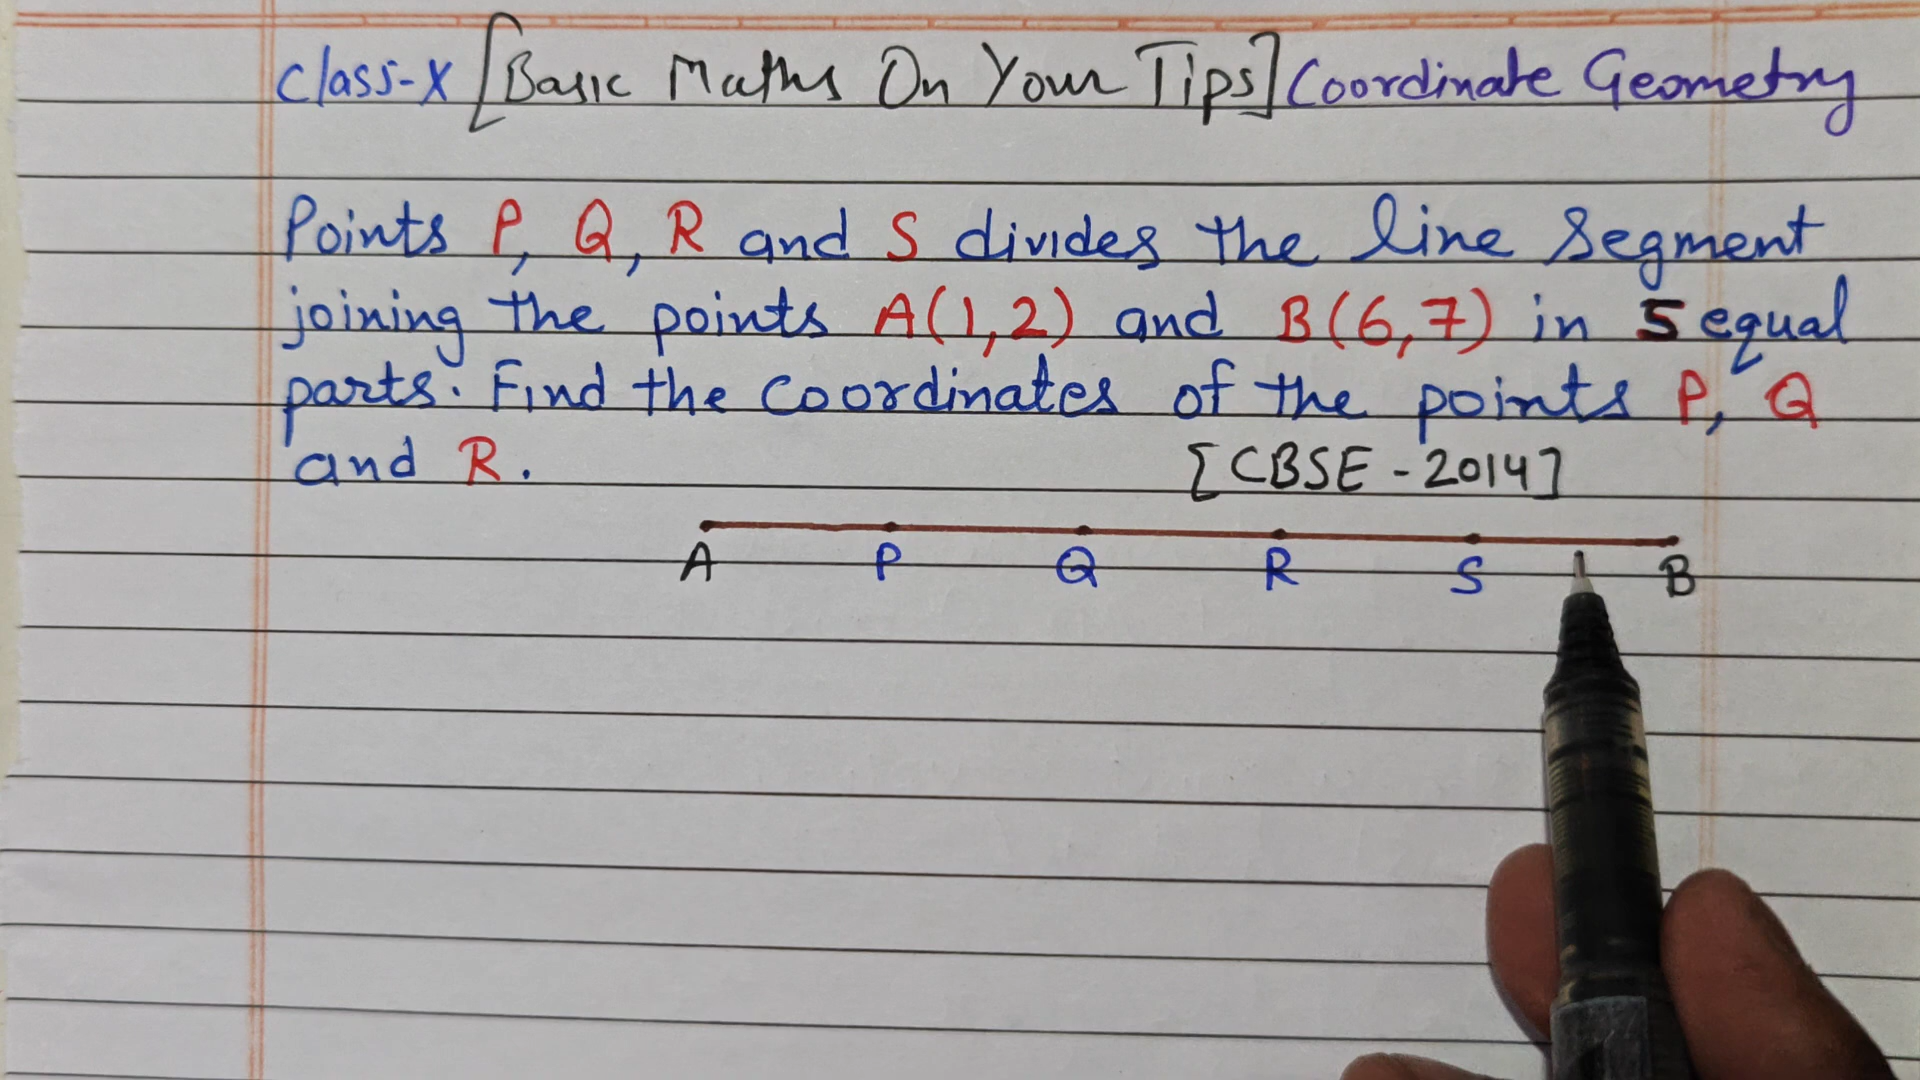 Class-X [Basic Maths On Your Tips] Coordinate Geometry
Points P, Q, R and S divides the line segment
joining the points A(1,2) and B(6,7) in 5 equal
parts. Find the coordinates of the points P, Q
and R. [CBSE-2014]
A P Q R S B